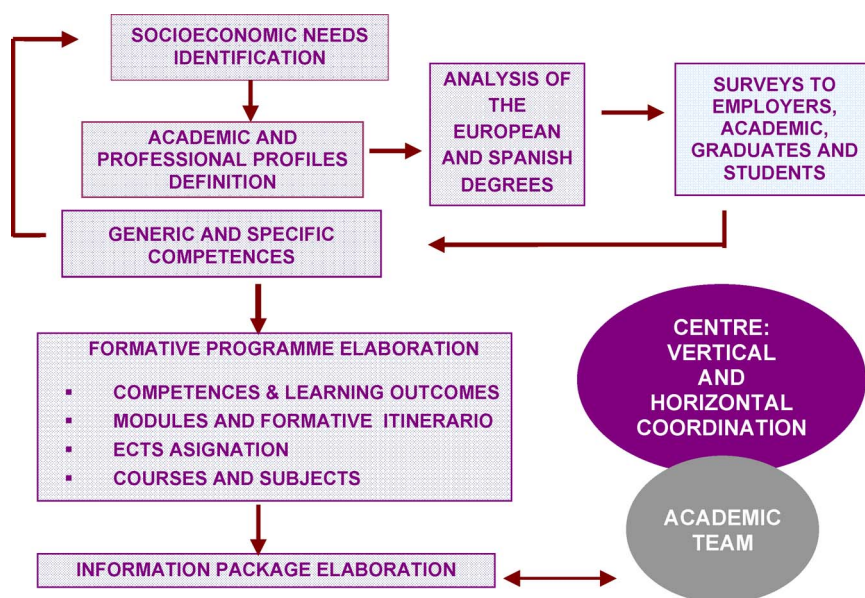 SOCIOECONOMIC NEEDS
IDENTIFICATION
ACADEMIC AND
PROFESSIONAL PROFILES
DEFINITION
ANALYSIS OF
THE
EUROPEAN
AND SPANISH
DEGREES
SURVEYS TO
EMPLOYERS,
ACADEMIC,
GRADUATES AND
STUDENTS
GENERIC AND SPECIFIC
COMPETENCES
FORMATIVE PROGRAMME ELABORATION
▪ COMPETENCES & LEARNING OUTCOMES
▪ MODULES AND FORMATIVE ITINERARIO
▪ ECTS ASIGNATION
▪ COURSES AND SUBJECTS
CENTRE:
VERTICAL
AND
HORIZONTAL
COORDINATION
ACADEMIC
TEAM
INFORMATION PACKAGE ELABORATION